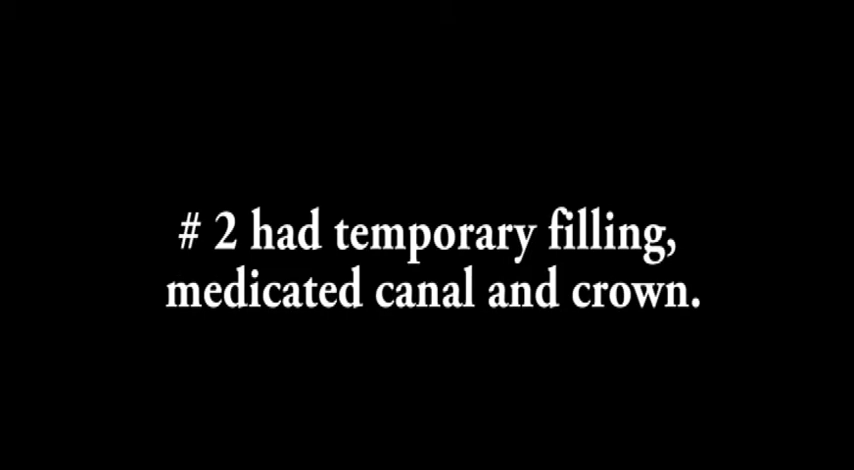 # 2 had temporary filling,
medicated canal and crown.